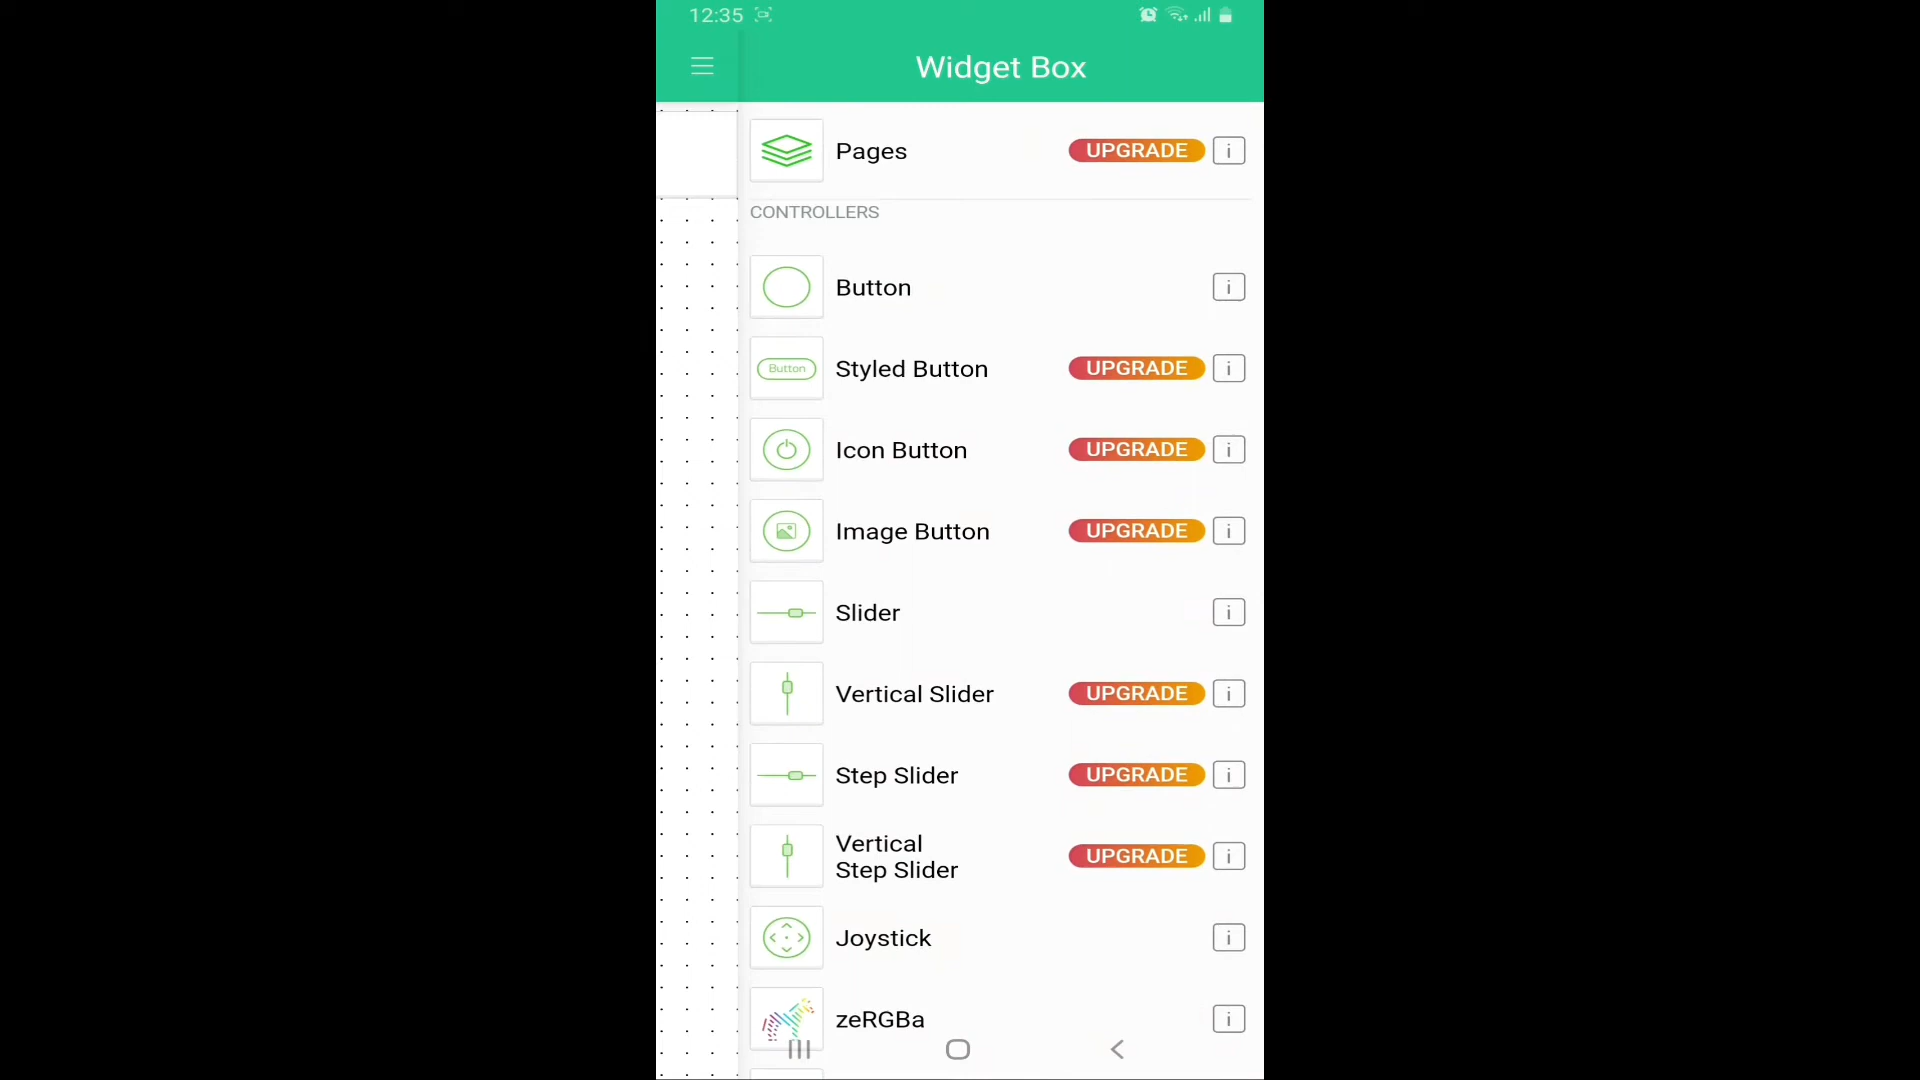 12:35
Widget Box
Pages UPGRADE i
CONTROLLERS
Button i
Button Styled Button UPGRADE i
Icon Button UPGRADE i
Image Button UPGRADE i
Slider i
Vertical Slider UPGRADE i
Step Slider UPGRADE i
Vertical
Step Slider UPGRADE i
Joystick i
zeRGBa i